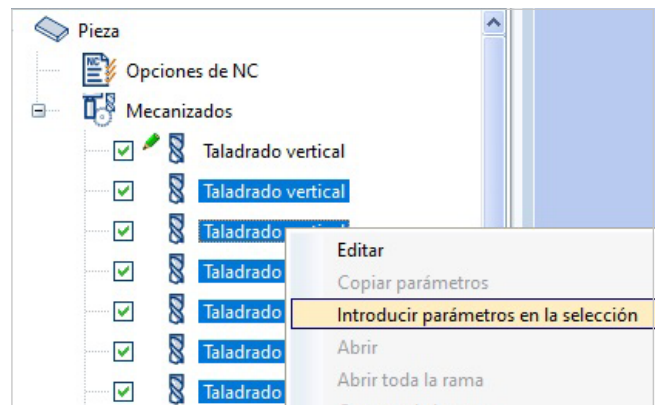 Pieza
NC
Opciones de NC
Mecanizados
Taladrado vertical
Taladrado vertical
Taladrado
Editar
Copiar parámetros
Taladrado
Introducir parámetros en la selección
Taladrado
Abrir
Taladrado
Abrir toda la rama
Taladrado